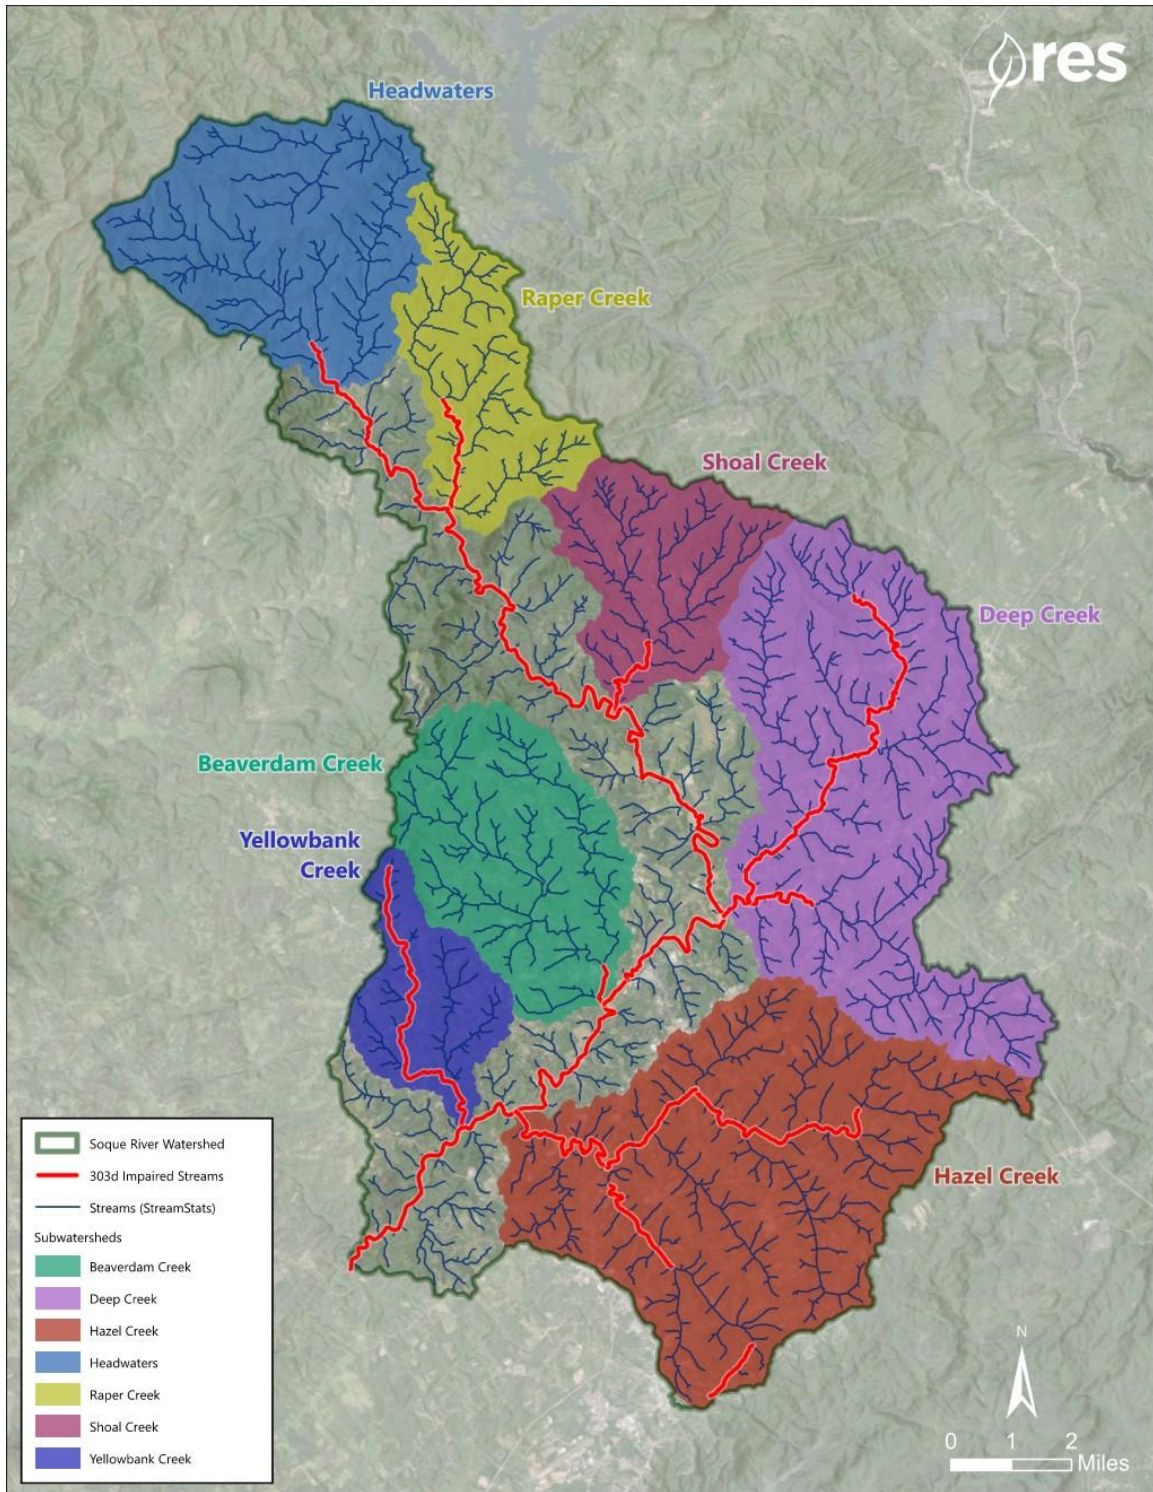 res
Headwaters
Raper Creek
Shoal Creek
Deep Creek
Beaverdam Creek
Yellowbank
Creek
Hazel Creek
Soque River Watershed
303d Impaired Streams
Streams (StreamStats)
Subwatersheds
Beaverdam Creek
Deep Creek
Hazel Creek
Headwaters
Raper Creek
Shoal Creek
Yellowbank Creek
N
0 1 2
Miles